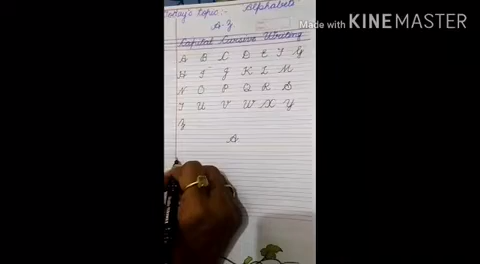 Today's topic:- Alphabets
A-Z
Made with KINEMASTER
Capital Cursive Writing
A B C D E F G
H I J K L M
N O P Q R S
T U V W X Y
Z
A